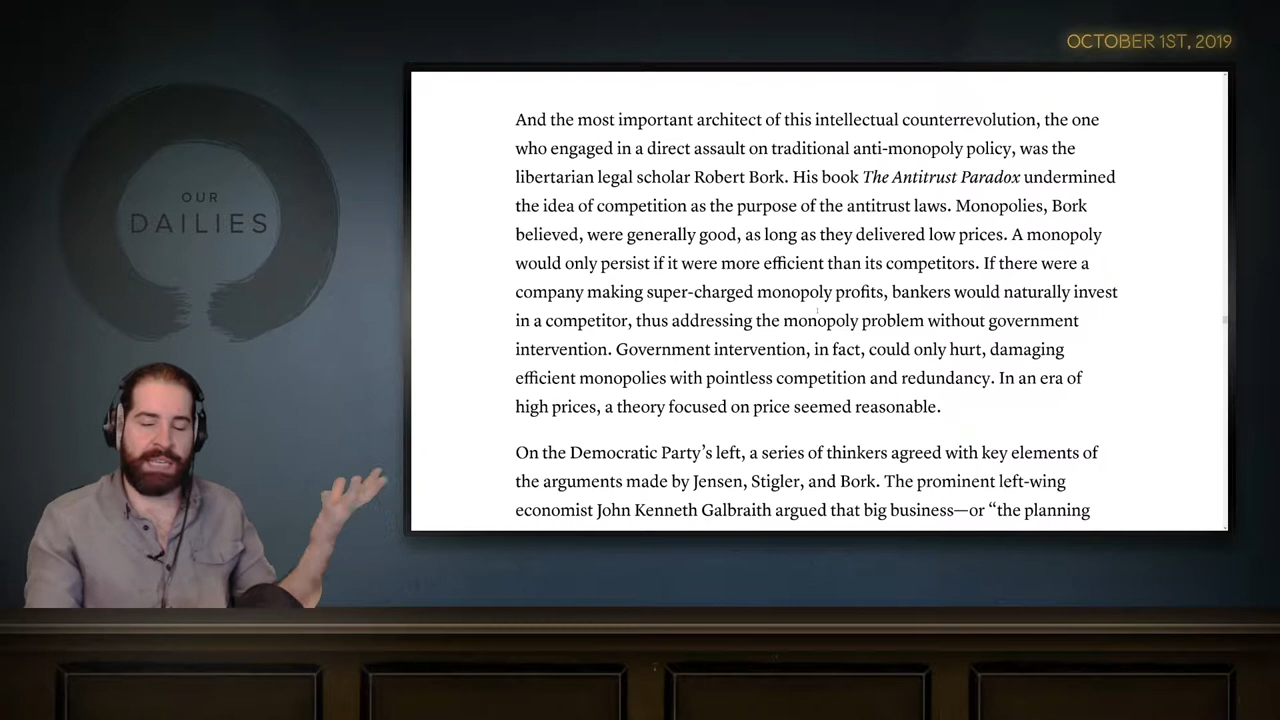 OCTOBER 1ST, 2019
OUR
DAILIES
And the most important architect of this intellectual counterrevolution, the one
who engaged in a direct assault on traditional anti-monopoly policy, was the
libertarian legal scholar Robert Bork. His book The Antitrust Paradox undermined
the idea of competition as the purpose of the antitrust laws. Monopolies, Bork
believed, were generally good, as long as they delivered low prices. A monopoly
would only persist if it were more efficient than its competitors. If there were a
company making super-charged monopoly profits, bankers would naturally invest
in a competitor, thus addressing the monopoly problem without government
intervention. Government intervention, in fact, could only hurt, damaging
efficient monopolies with pointless competition and redundancy. In an era of
high prices, a theory focused on price seemed reasonable.
On the Democratic Party’s left, a series of thinkers agreed with key elements of
the arguments made by Jensen, Stigler, and Bork. The prominent left-wing
economist John Kenneth Galbraith argued that big business—or “the planning